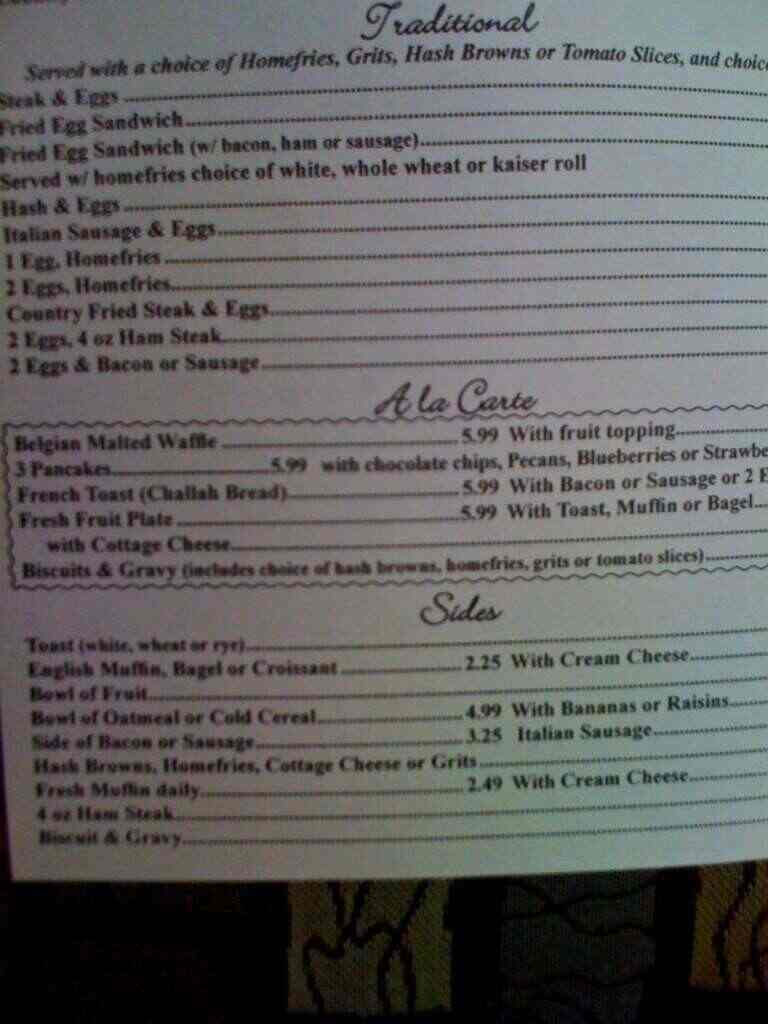 Traditional
Served with a choice of Homefries, Grits, Hash Browns or Tomato Slices, and choice
Steak & Eggs
Fried Egg Sandwich
Fried Egg Sandwich (w/ bacon, ham or sausage)
Served w/ homefries choice of white, whole wheat or kaiser roll
Hash & Eggs
Italian Sausage & Eggs
1 Egg, Homefries
2 Eggs, Homefries
Country Fried Steak & Eggs
2 Eggs, 4 oz Ham Steak
2 Eggs & Bacon or Sausage
A la Carte
Belgian Malted Waffle 5.99 With fruit topping
3 Pancakes 5.99 with chocolate chips, Pecans, Blueberries or Strawbe
French Toast (Challah Bread) 5.99 With Bacon or Sausage or 2 E
Fresh Fruit Plate 5.99 With Toast, Muffin or Bagel
with Cottage Cheese
Biscuits & Gravy (includes choice of hash browns, homefries, grits or tomato slices)
Sides
Toast (white, wheat or rye)
English Muffin, Bagel or Croissant 2.25 With Cream Cheese
Bowl of Fruit
Bowl of Oatmeal or Cold Cereal 4.99 With Bananas or Raisins
Side of Bacon or Sausage 3.25 Italian Sausage
Hash Browns, Homefries, Cottage Cheese or Grits
Fresh Muffin daily 2.49 With Cream Cheese
4 oz Ham Steak
Biscuit & Gravy